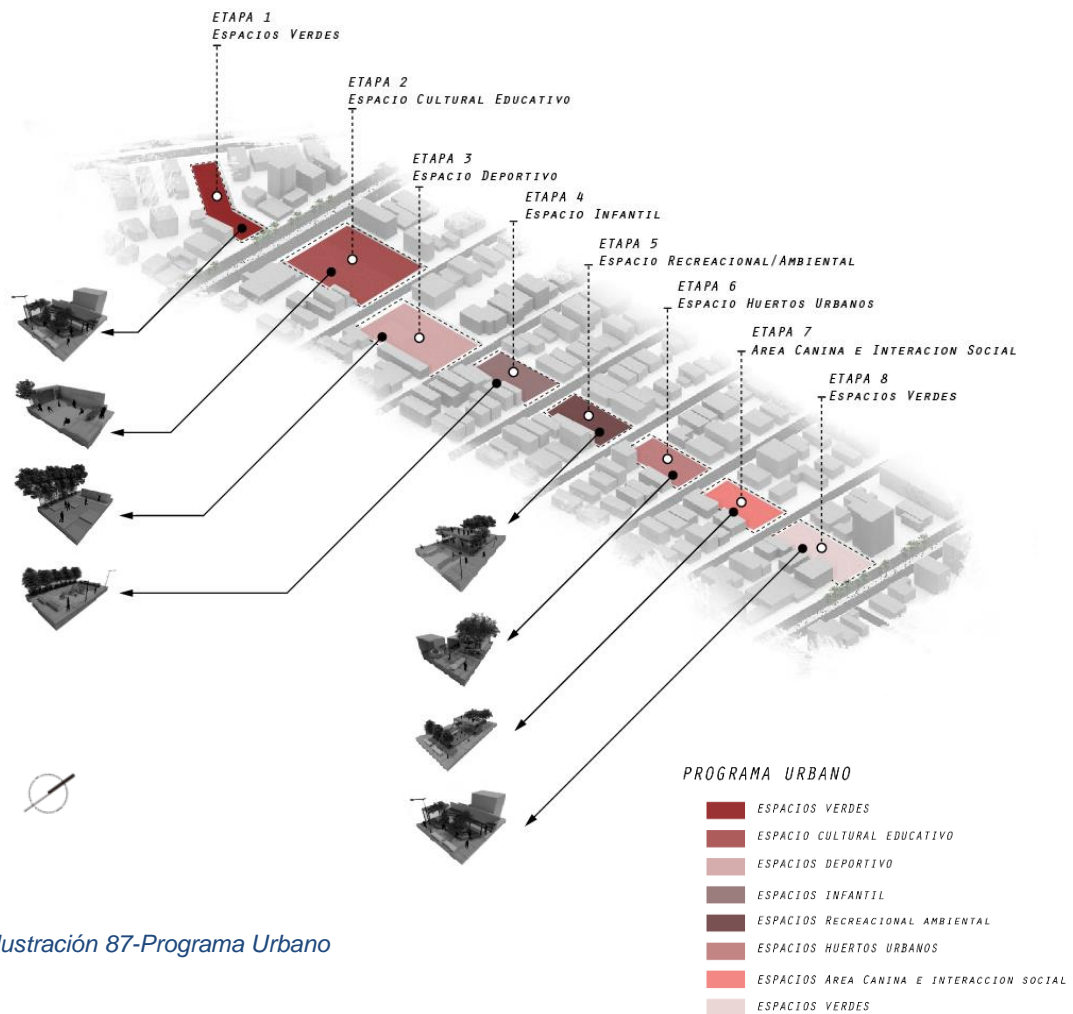 ETAPA 1
ESPACIOS VERDES
ETAPA 2
ESPACIO CULTURAL EDUCATIVO
ETAPA 3
ESPACIO DEPORTIVO
ETAPA 4
ESPACIO INFANTIL
ETAPA 5
ESPACIO RECREACIONAL/AMBIENTAL
ETAPA 6
ESPACIO HUERTOS URBANOS
ETAPA 7
AREA CANINA E INTERACION SOCIAL
ETAPA 8
ESPACIOS VERDES
PROGRAMA URBANO
ESPACIOS VERDES
ESPACIO CULTURAL EDUCATIVO
ESPACIOS DEPORTIVO
ESPACIOS INFANTIL
ESPACIOS RECREACIONAL AMBIENTAL
ESPACIOS HUERTOS URBANOS
ESPACIOS AREA CANINA E INTERACCION SOCIAL
ESPACIOS VERDES
lustración 87-Programa Urbano